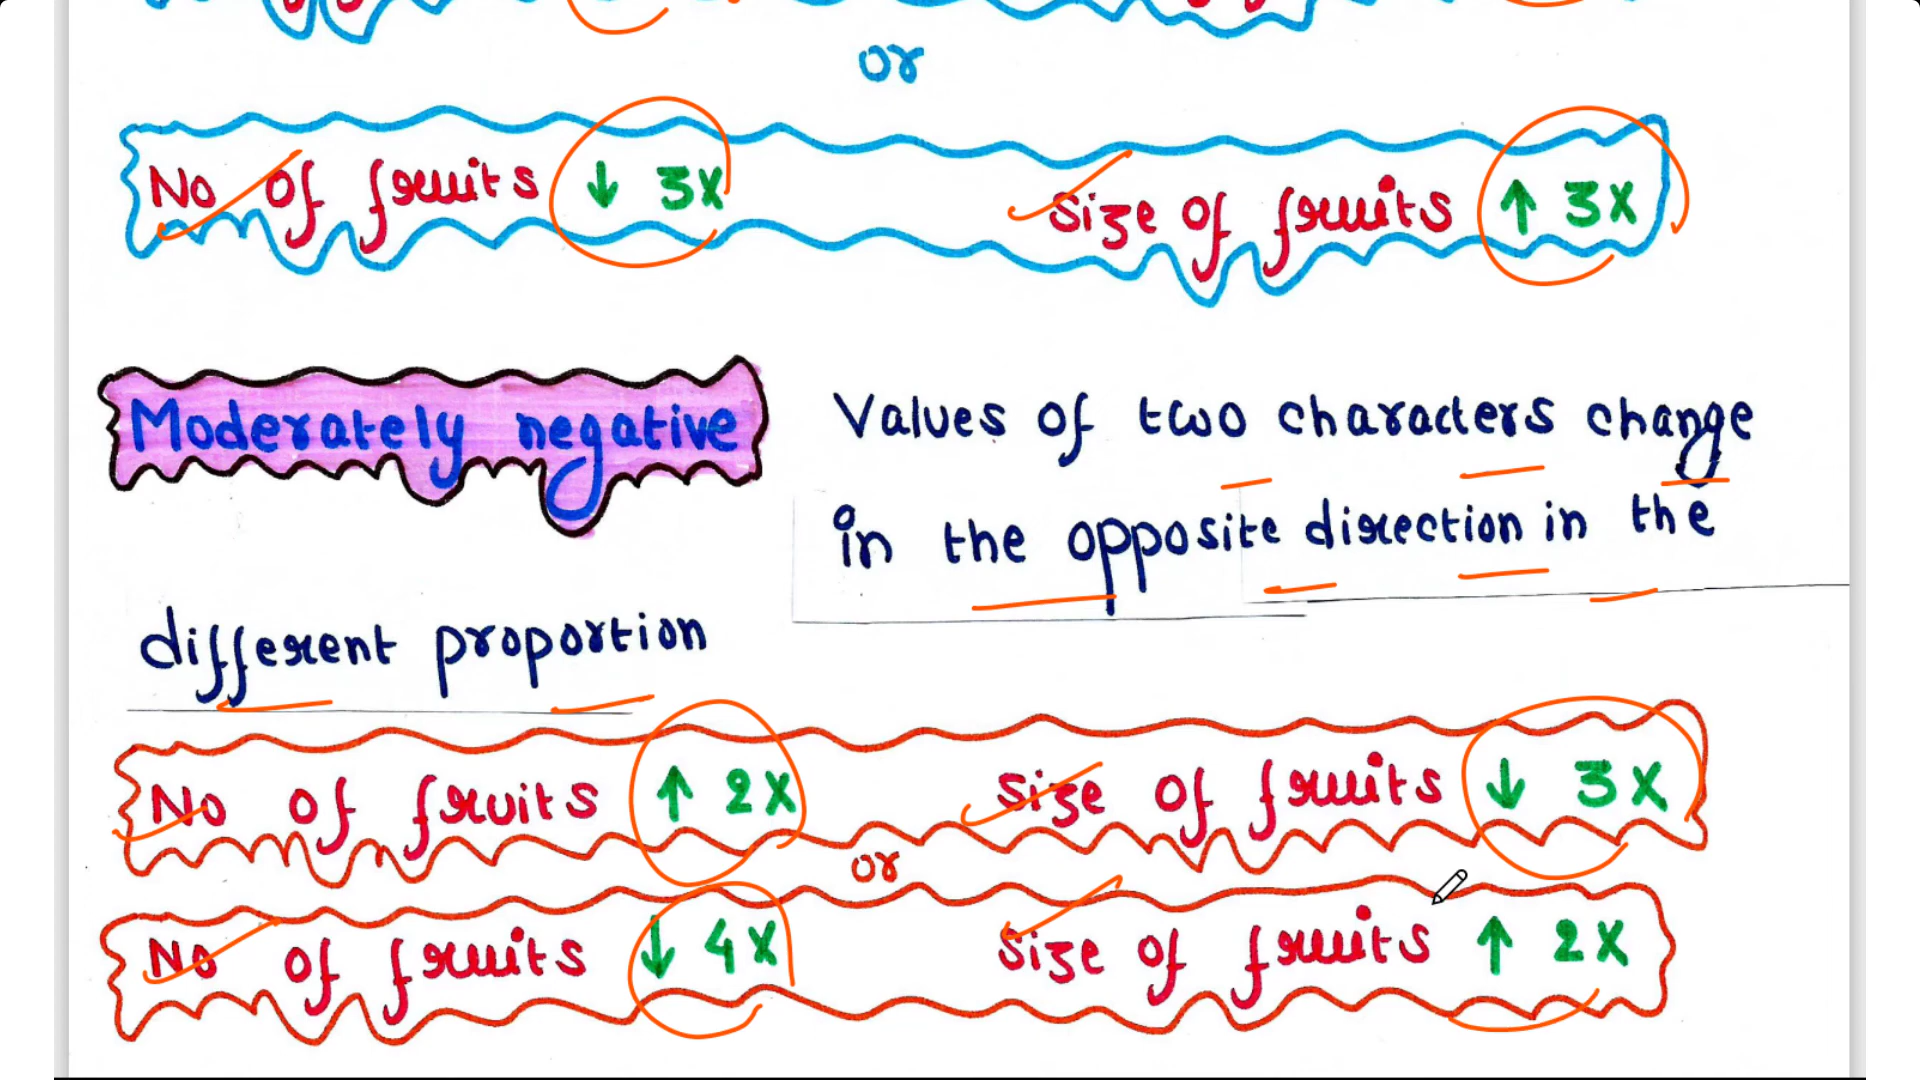 or
No of fruits ↓ 3X Size of fruits ↑ 3X
Moderately negative Values of two characters change
in the opposite direction in the
different proportion
No of fruits ↑ 2X Size of fruits ↓ 3X
or
No of fruits ↓ 4X Size of fruits ↑ 2X